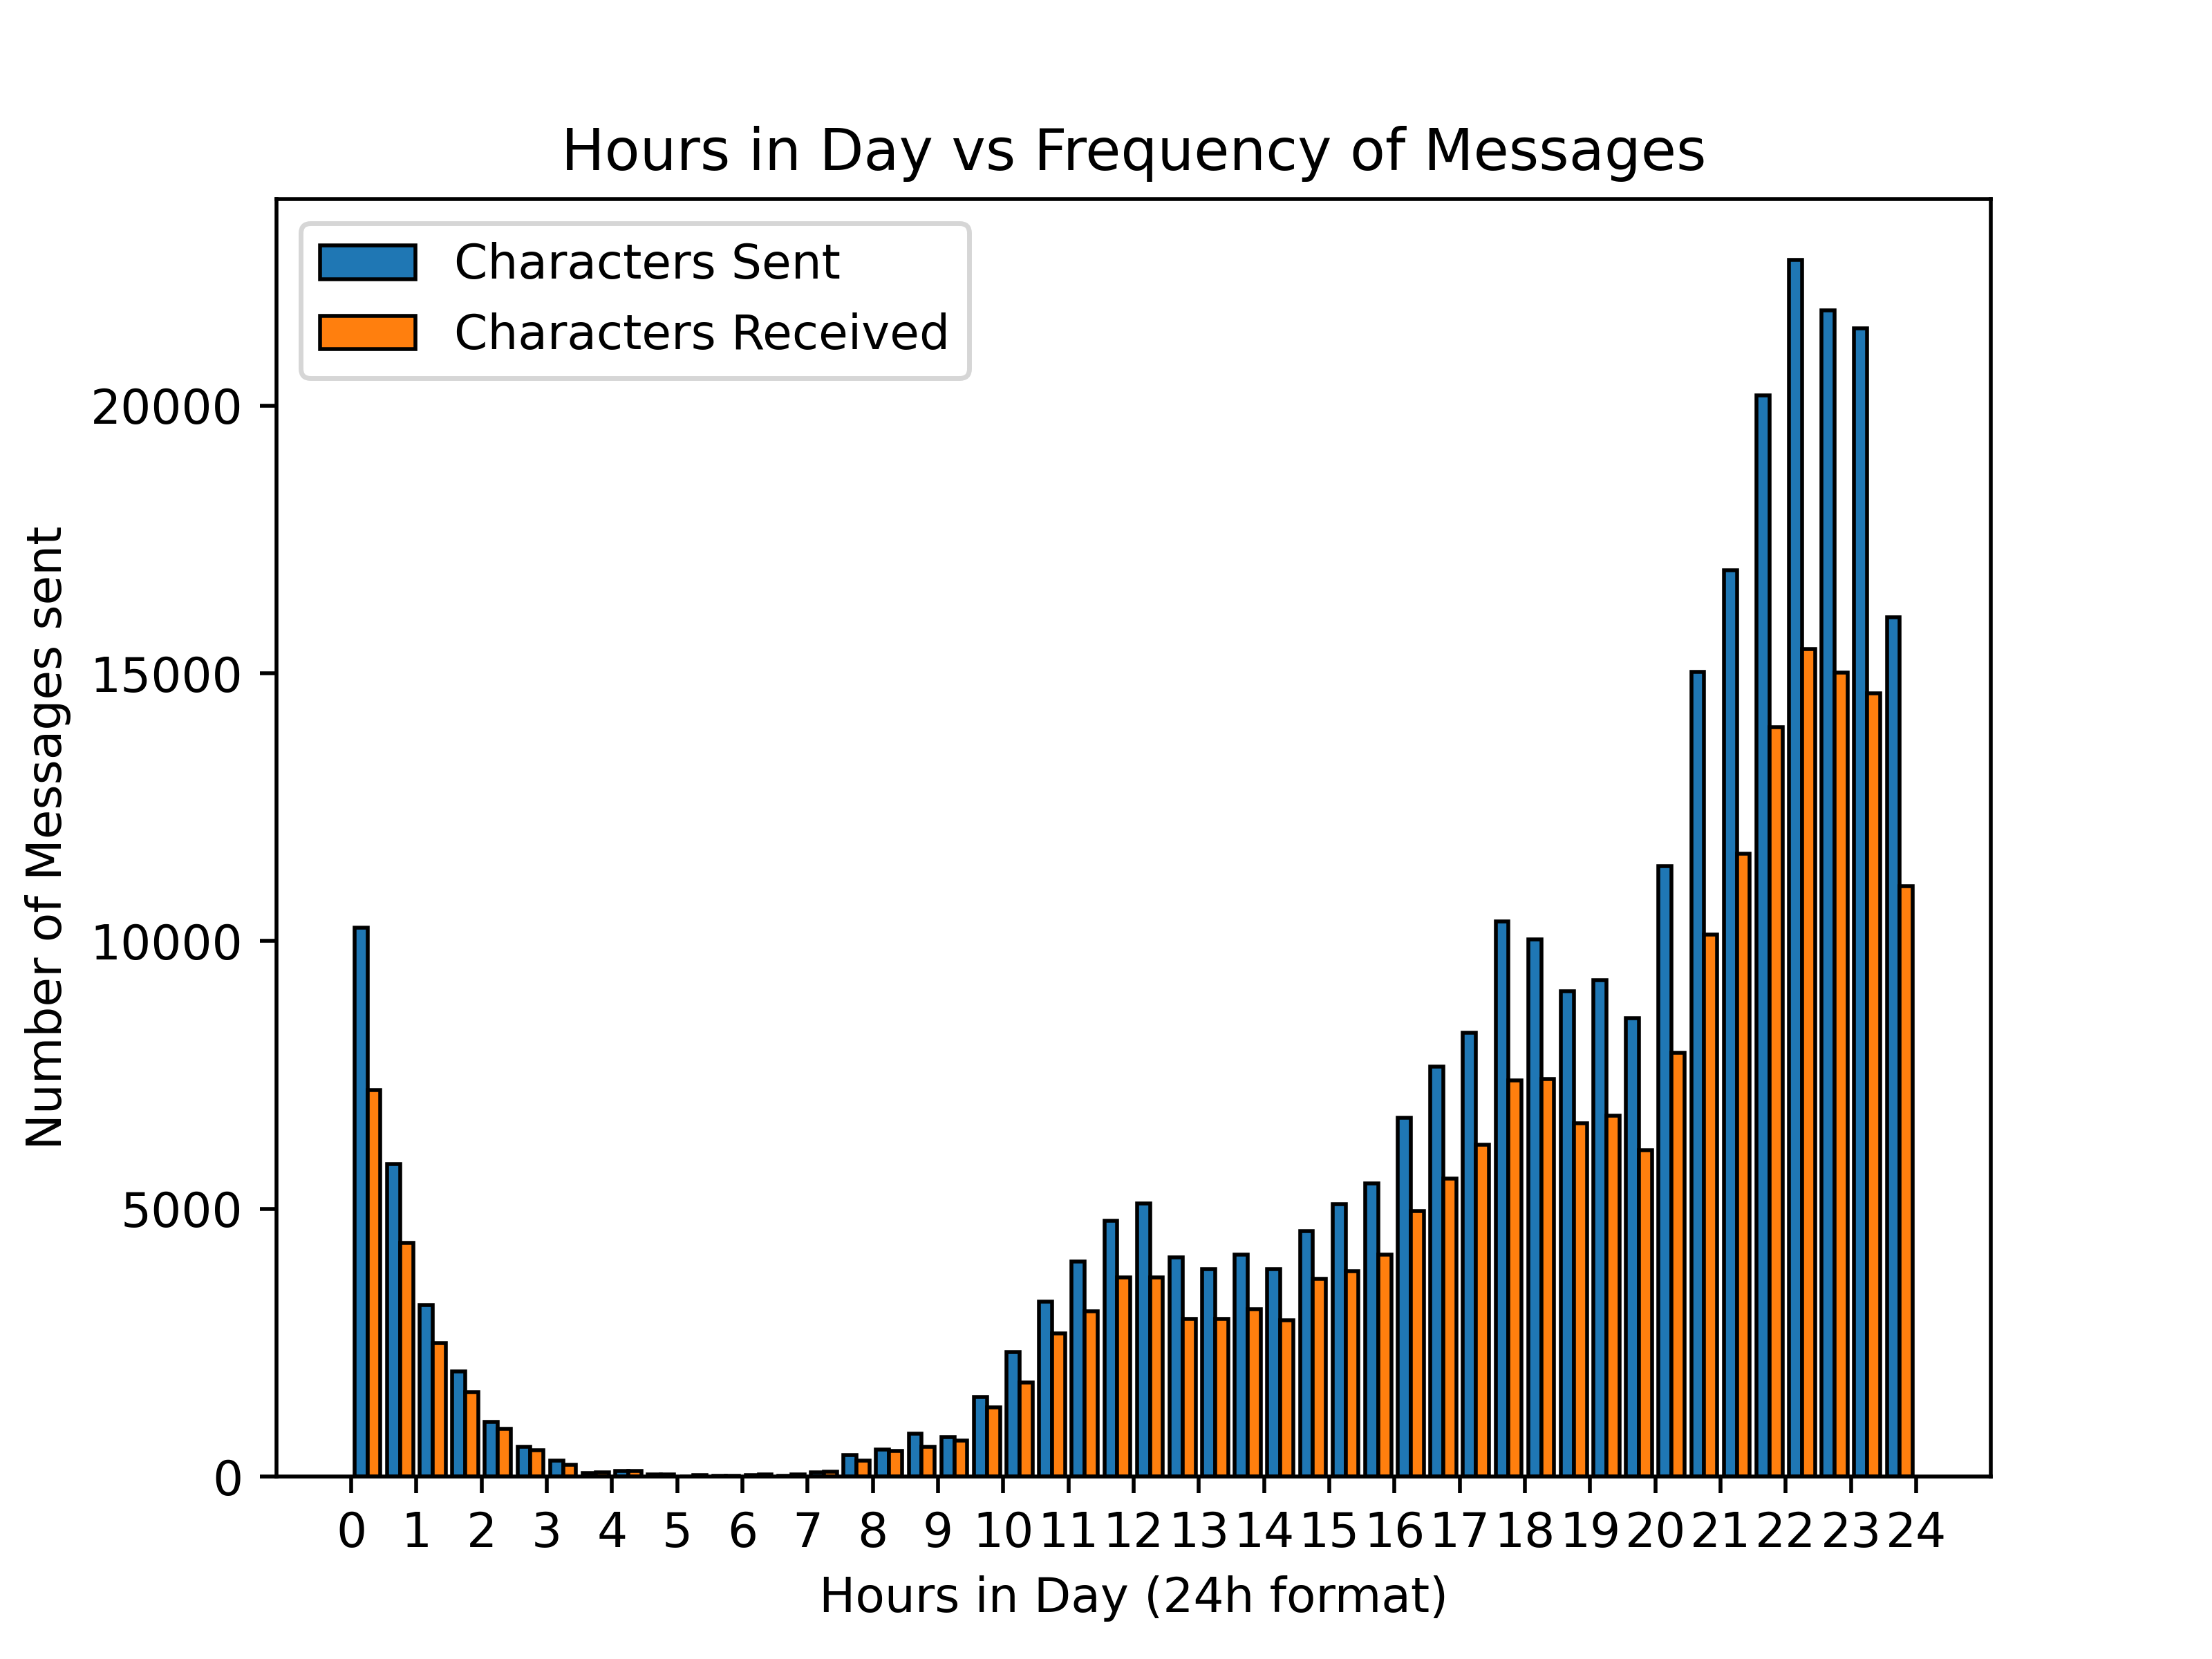 Hours in Day vs Frequency of Messages
Characters Sent
Characters Received
20000
15000
10000
5000
0
Number of Messages sent
0 1 2 3 4 5 6 7 8 9 10 11 12 13 14 15 16 17 18 19 20 21 22 23 24
Hours in Day (24h format)